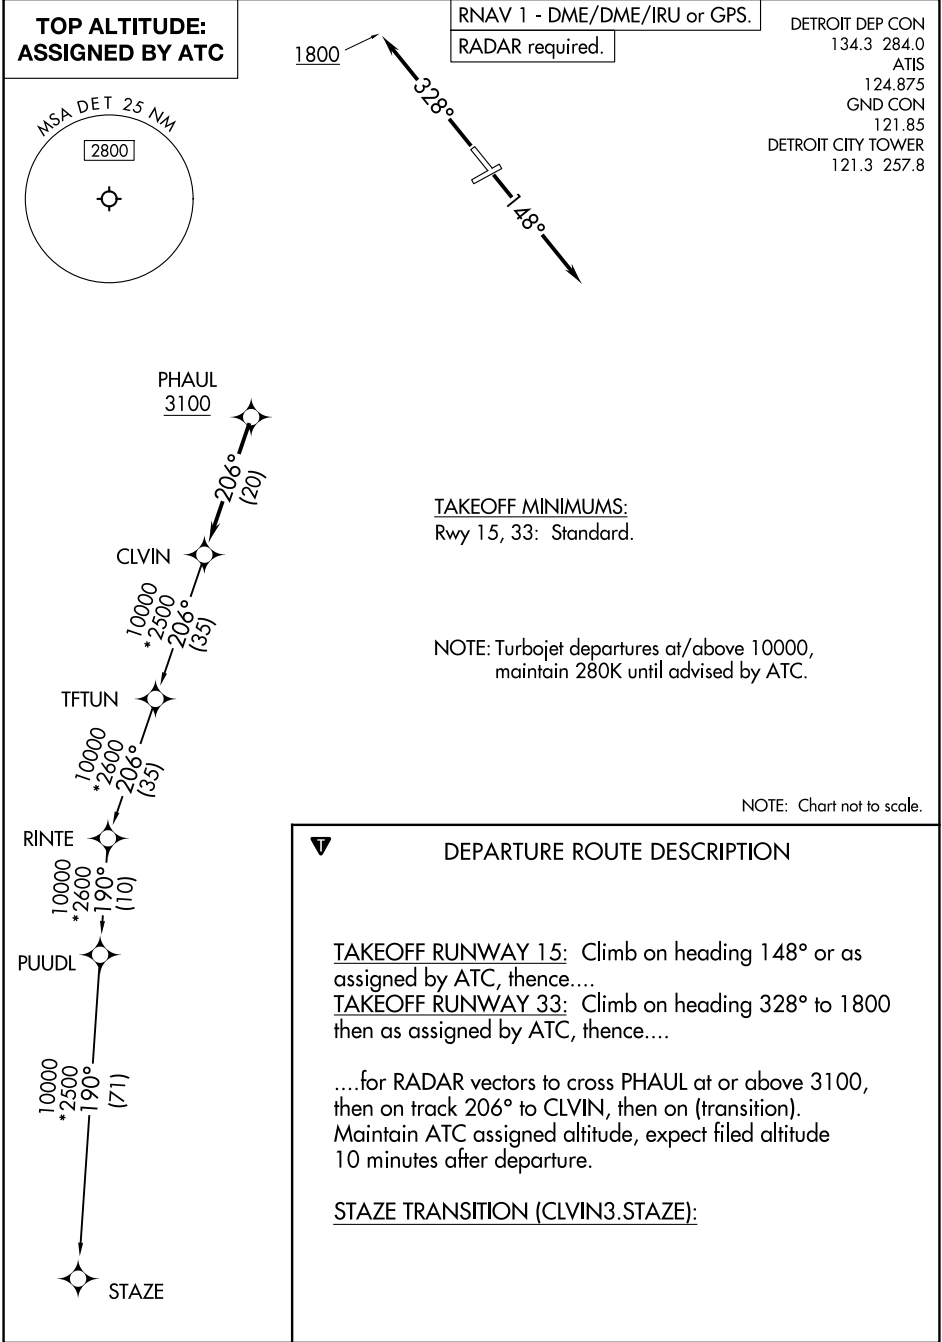 TOP ALTITUDE:
ASSIGNED BY ATC
RNAV 1 - DME/DME/IRU or GPS.
RADAR required.
DETROIT DEP CON
134.3 284.0
ATIS
124.875
GND CON
121.85
DETROIT CITY TOWER
121.3 257.8
1800
328°
148°
MSA DET 25 NM
2800
PHAUL
3100
206°
(20)
CLVIN
10000
*2500
206°
(35)
TFTUN
10000
*2600
206°
(35)
RINTE
10000
*2600
190°
(10)
PUUDL
10000
*2500
190°
(71)
STAZE
TAKEOFF MINIMUMS:
Rwy 15, 33: Standard.
NOTE: Turbojet departures at/above 10000,
maintain 280K until advised by ATC.
NOTE: Chart not to scale.
T
DEPARTURE ROUTE DESCRIPTION
TAKEOFF RUNWAY 15: Climb on heading 148° or as
assigned by ATC, thence....
TAKEOFF RUNWAY 33: Climb on heading 328° to 1800
then as assigned by ATC, thence....
....for RADAR vectors to cross PHAUL at or above 3100,
then on track 206° to CLVIN, then on (transition).
Maintain ATC assigned altitude, expect filed altitude
10 minutes after departure.
STAZE TRANSITION (CLVIN3.STAZE):